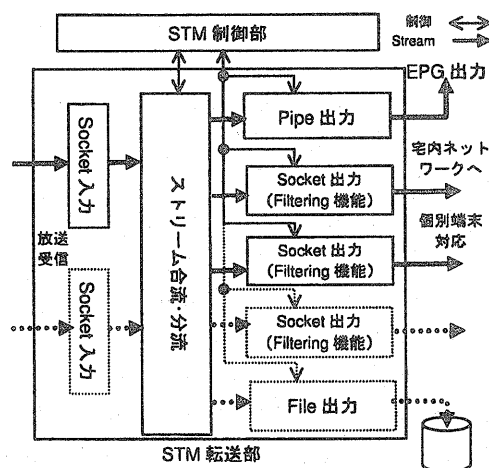 STM 制御部
制御
Stream
EPG 出力
Socket 入力
Pipe 出力
宅内ネット
ワークへ
Socket 出力
(Filtering 機能)
ストリーム合流・分流
放送
受信
個別端末
対応
Socket 出力
(Filtering 機能)
Socket 入力
Socket 出力
(Filtering 機能)
File 出力
STM 転送部